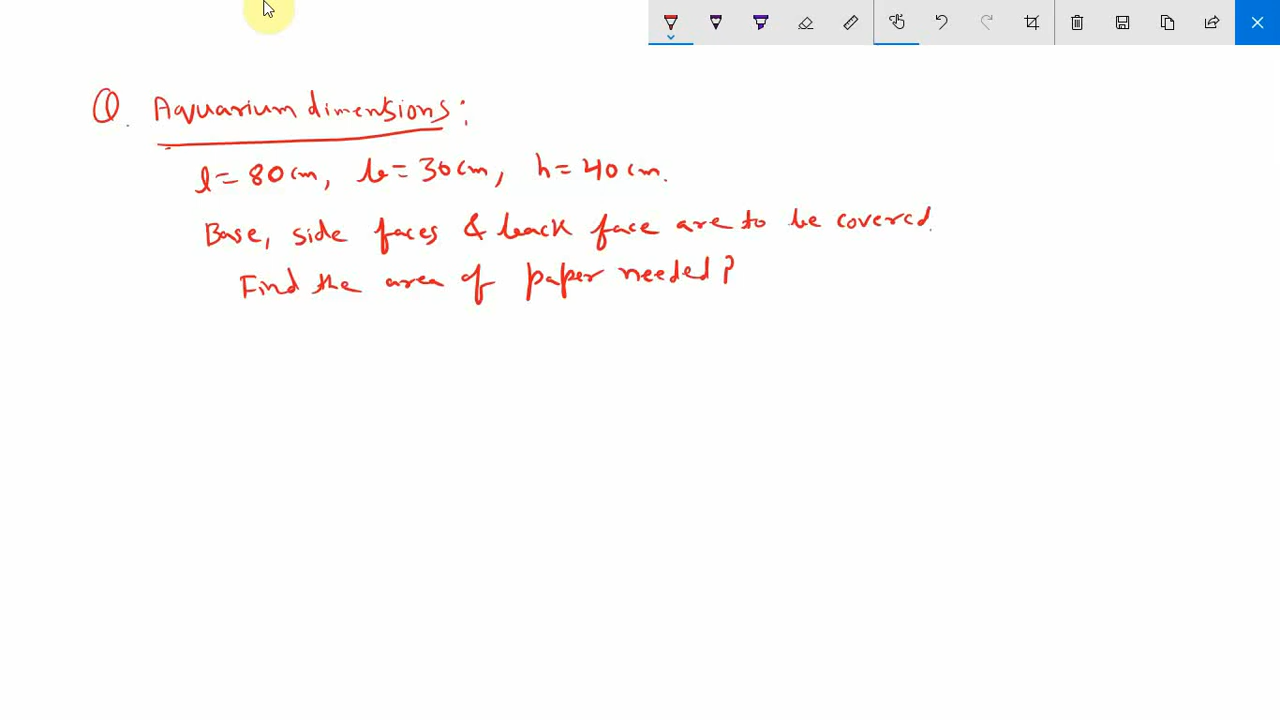 Q. Aquarium dimensions:
l = 80 cm, b = 30 cm, h = 40 cm.
Base, side faces & back face are to be covered.
Find the area of paper needed?